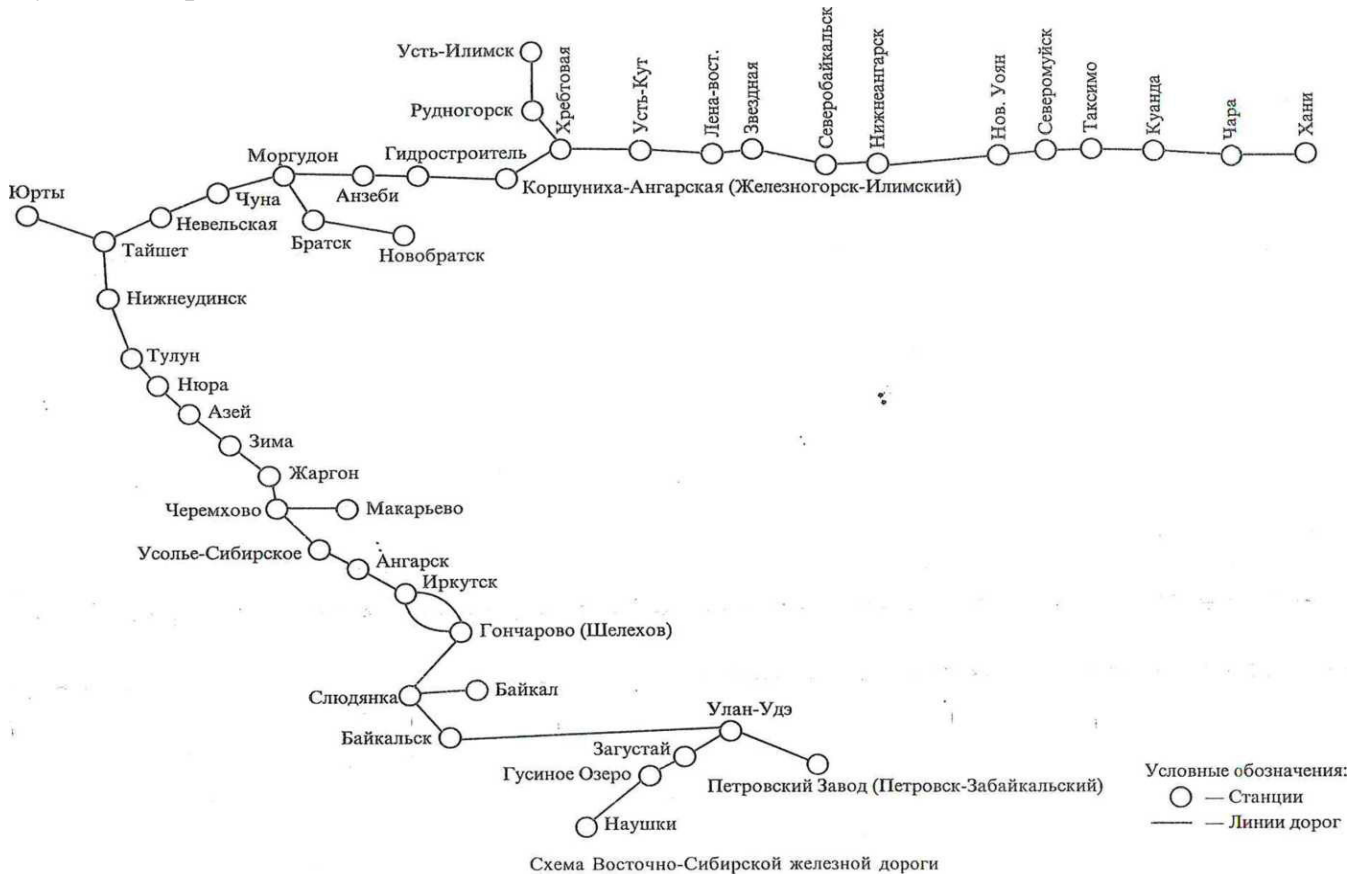 Усть-Илимск
Рудногорск
Хребтовая
Усть-Кут
Лена-вост.
Звездная
Северобайкальск
Нижнеангарск
Нов. Уоян
Северомуйск
Таксимо
Куанда
Чара
Хани
Гидростроитель
Моргудон
Анзеби
Коршуниха-Ангарская (Железногорск-Илимский)
Юрты
Чуна
Невельская
Братск
Новобратск
Тайшет
Нижнеудинск
Тулун
Нюра
Азей
Зима
Жаргон
Черемхово
Макарьево
Усолье-Сибирское
Ангарск
Иркутск
Гончарово (Шелехов)
Слюдянка
Байкал
Байкальск
Улан-Удэ
Загустай
Гусиное Озеро
Петровский Завод (Петровск-Забайкальский)
Наушки
Условные обозначения:
— Станции
— Линии дорог
Схема Восточно-Сибирской железной дороги